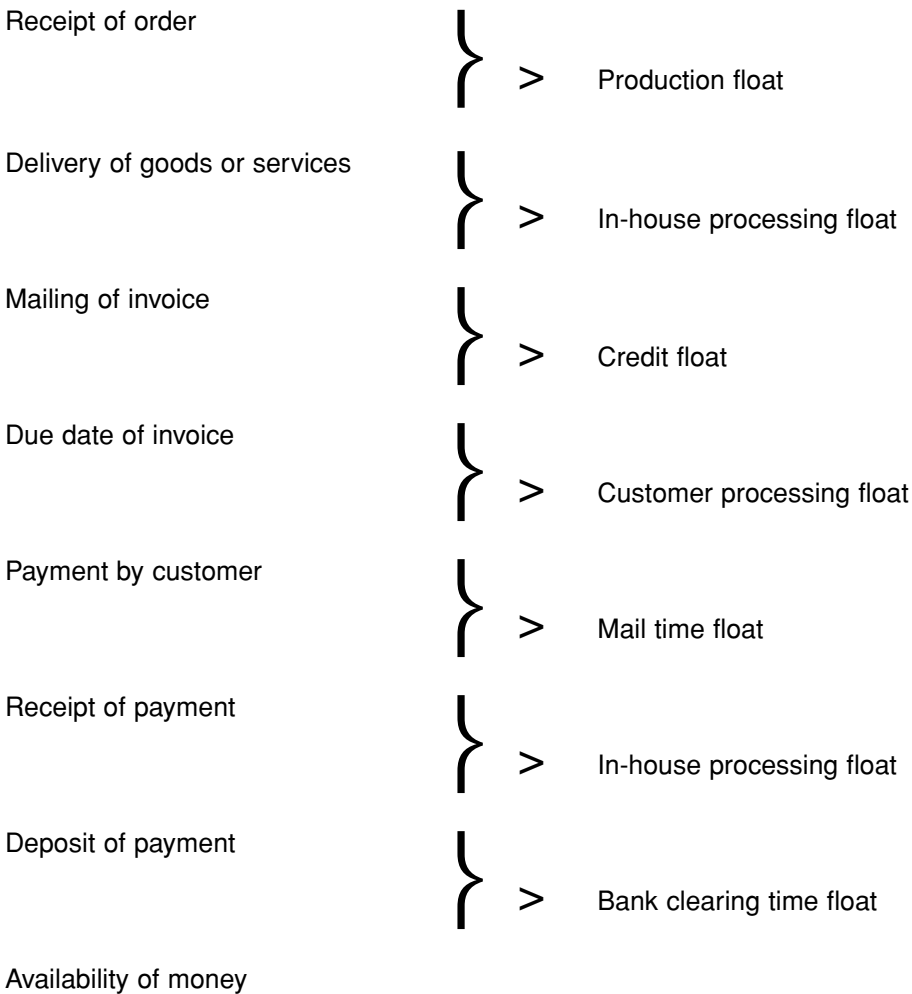 Receipt of order
} > Production float
Delivery of goods or services
} > In-house processing float
Mailing of invoice
} > Credit float
Due date of invoice
} > Customer processing float
Payment by customer
} > Mail time float
Receipt of payment
} > In-house processing float
Deposit of payment
} > Bank clearing time float
Availability of money